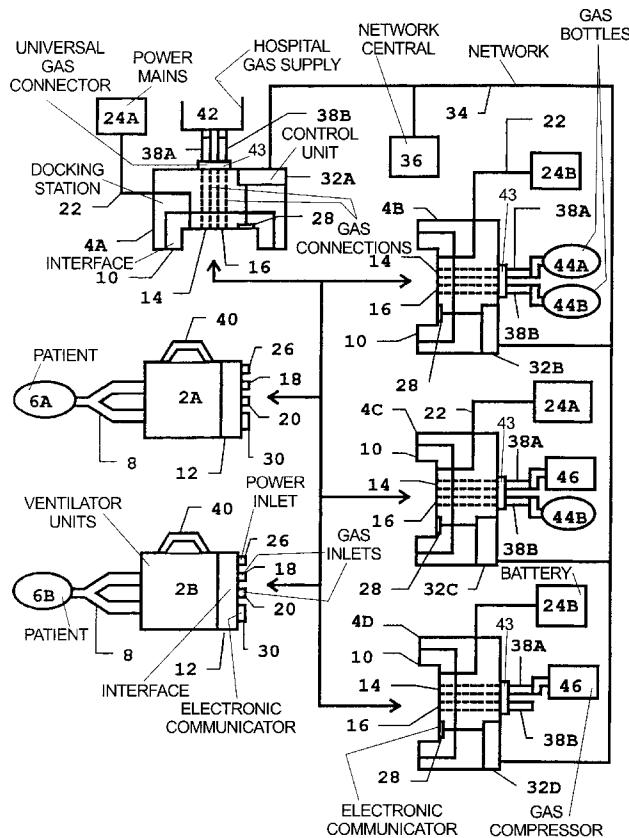 UNIVERSAL
GAS
CONNECTOR
POWER
MAINS
HOSPITAL
GAS SUPPLY
NETWORK
CENTRAL
NETWORK
GAS
BOTTLES
24A
42
38B
34
22
36
38A
43
CONTROL
UNIT
24B
DOCKING
STATION
32A
43
22
28
4B
38A
GAS
CONNECTIONS
4A
INTERFACE
14
44A
10
14
16
16
44B
40
10
38B
PATIENT
26
28
32B
6A
2A
18
4C
22
24A
20
43
10
38A
8
12
30
14
46
VENTILATOR
UNITS
POWER
INLET
16
44B
40
26
GAS
INLETS
38B
18
28
32C
BATTERY
6B
2B
20
4D
24B
PATIENT
30
10
43
38A
8
12
14
46
INTERFACE
16
ELECTRONIC
COMMUNICATOR
38B
28
32D
ELECTRONIC
COMMUNICATOR
GAS
COMPRESSOR